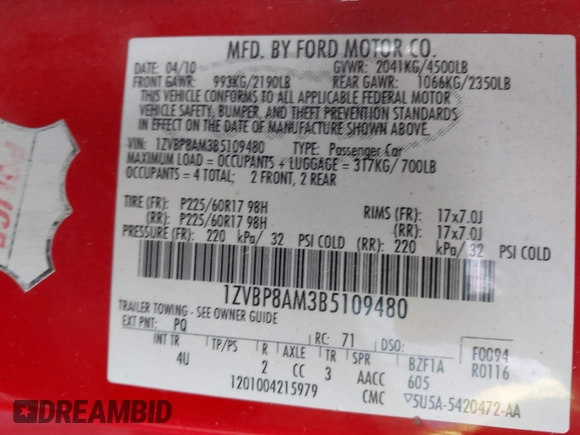 MFD. BY FORD MOTOR CO.
DATE: 04/10 GVWR: 2041KG/4500LB
FRONT GAWR: 993KG/2190LB REAR GAWR: 1066KG/2350LB
THIS VEHICLE CONFORMS TO ALL APPLICABLE FEDERAL MOTOR
VEHICLE SAFETY, BUMPER, AND THEFT PREVENTION STANDARDS
IN EFFECT ON THE DATE OF MANUFACTURE SHOWN ABOVE.
VIN: 1ZVBP8AM3B5109480 TYPE: Passenger Car
MAXIMUM LOAD = OCCUPANTS + LUGGAGE = 317KG/700LB
OCCUPANTS = 4 TOTAL; 2 FRONT, 2 REAR
TIRE (FR): P225/60R17 98H RIMS (FR): 17x7.0J
(RR): P225/60R17 98H (RR): 17x7.0J
PRESSURE (FR): 220 kPa/ 32 PSI COLD (RR): 220 kPa/ 32 PSI COLD
1ZVBP8AM3B5109480
TRAILER TOWING - SEE OWNER GUIDE
EXT PNT: PQ RC: 71 DSO: F0094
INT TR TP/PS R AXLE TR SPR BZF1A R0116
4U 2 CC 3 AACC 605
1201004215979 CMC ▽5U5A-5420472-AA
DREAMBID
DREAMBID